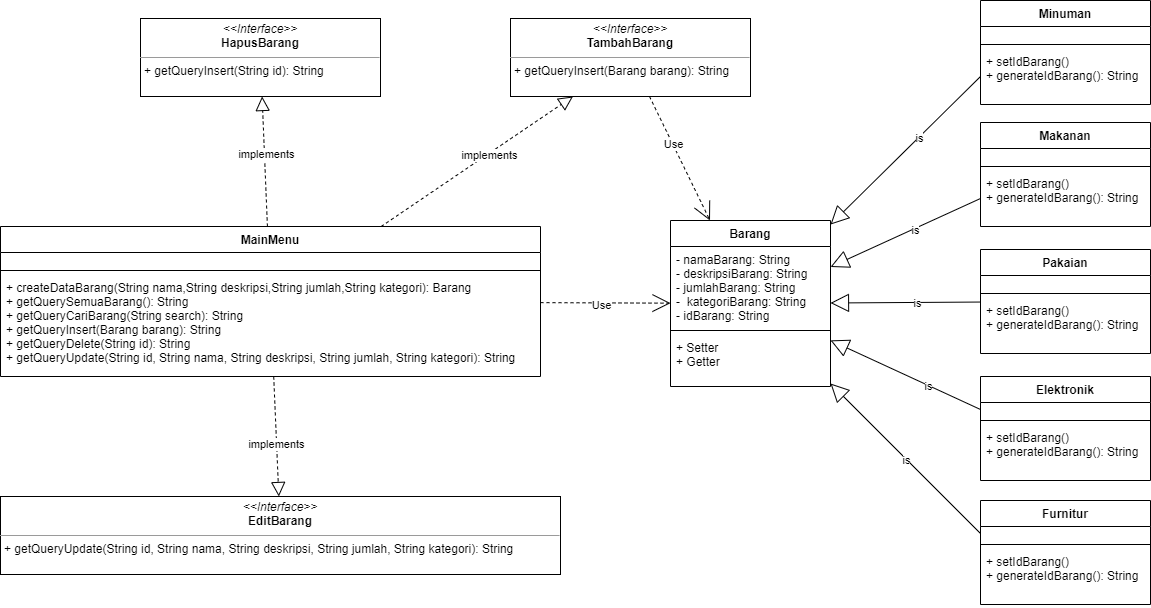 <<Interface>>
HapusBarang
+ getQueryInsert(String id): String
<<Interface>>
TambahBarang
+ getQueryInsert(Barang barang): String
implements
implements
Use
MainMenu
+ createDataBarang(String nama,String deskripsi,String jumlah,String kategori): Barang
+ getQuerySemuaBarang(): String
+ getQueryCariBarang(String search): String
+ getQueryInsert(Barang barang): String
+ getQueryDelete(String id): String
+ getQueryUpdate(String id, String nama, String deskripsi, String jumlah, String kategori): String
Use
implements
<<Interface>>
EditBarang
+ getQueryUpdate(String id, String nama, String deskripsi, String jumlah, String kategori): String
Barang
- namaBarang: String
- deskripsiBarang: String
- jumlahBarang: String
- kategoriBarang: String
- idBarang: String
+ Setter
+ Getter
is
is
is
is
is
Minuman
+ setIdBarang()
+ generateIdBarang(): String
Makanan
+ setIdBarang()
+ generateIdBarang(): String
Pakaian
+ setIdBarang()
+ generateIdBarang(): String
Elektronik
+ setIdBarang()
+ generateIdBarang(): String
Furnitur
+ setIdBarang()
+ generateIdBarang(): String